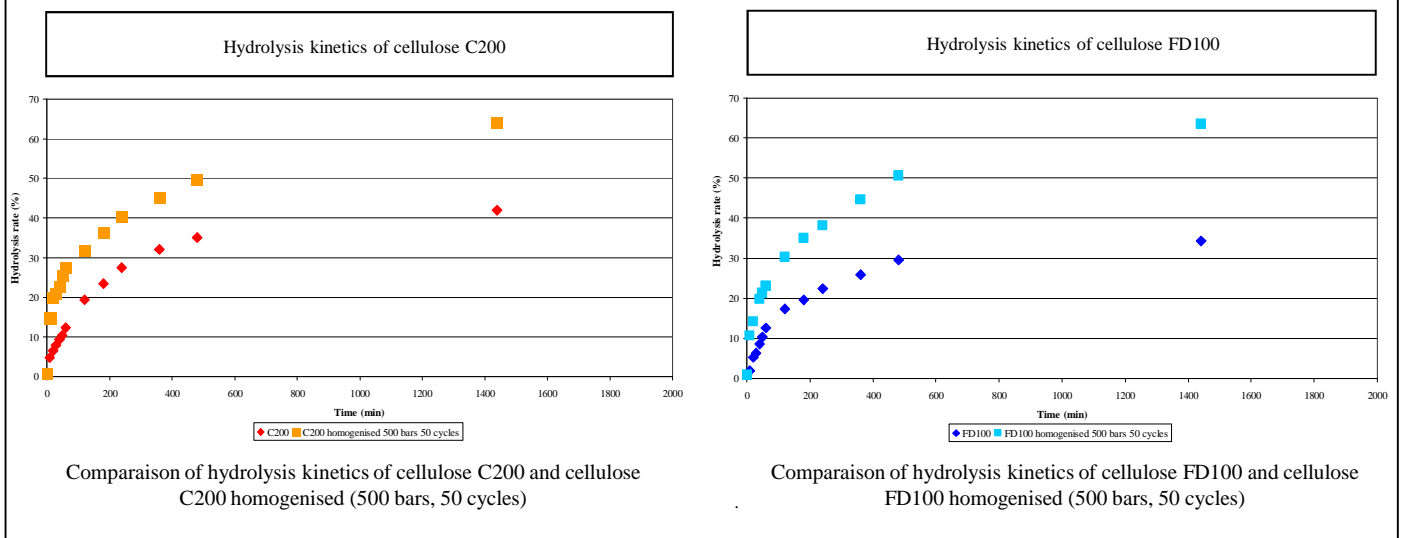 Hydrolysis kinetics of cellulose C200
70
60
50
40
30
20
10
0
Hydrolysis rate (%)
0 200 400 600 800 1000 1200 1400 1600 1800 2000
Time (min)
C200 C200 homogenised 500 bars 50 cycles
Comparaison of hydrolysis kinetics of cellulose C200 and cellulose
C200 homogenised (500 bars, 50 cycles)
Hydrolysis kinetics of cellulose FD100
70
60
50
40
30
20
10
0
Hydrolysis rate (%)
0 200 400 600 800 1000 1200 1400 1600 1800 2000
Time (min)
FD100 FD100 homogenised 500 bars 50 cycles
Comparaison of hydrolysis kinetics of cellulose FD100 and cellulose
FD100 homogenised (500 bars, 50 cycles)
.